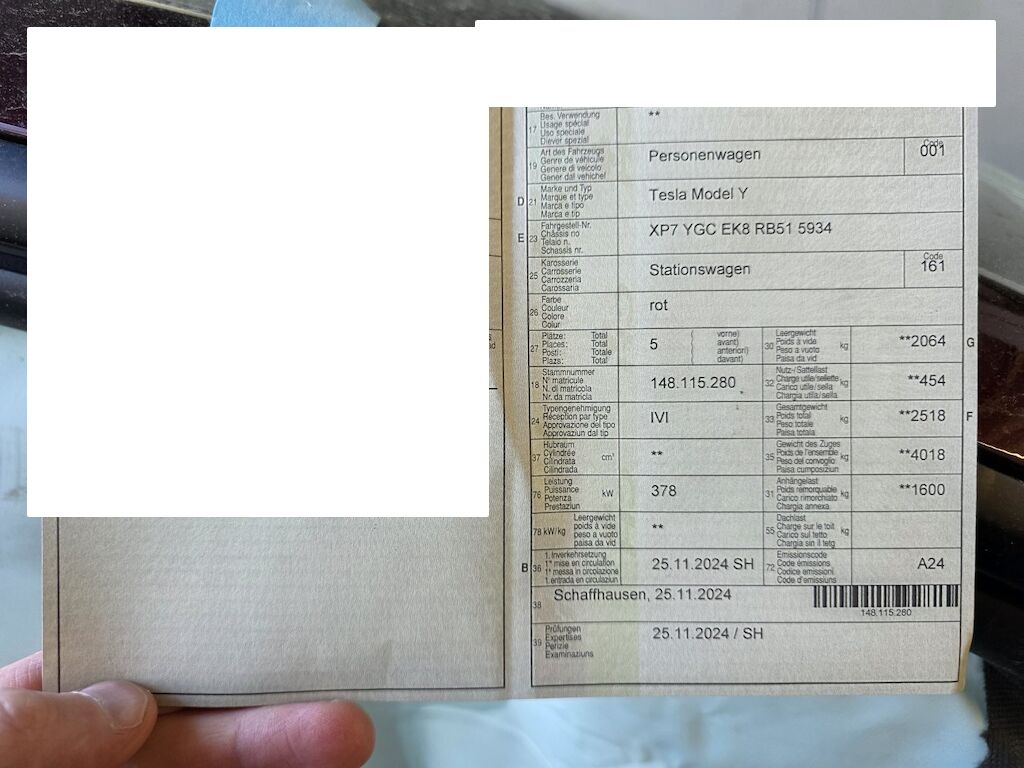 17 Bes. Verwendung
Usage spécial
Uso speciale
Diever spezial
**
19 Art des Fahrzeugs
Genre de véhicule
Genere di veicolo
Gener dal vehichel
Personenwagen
Code
001
D 21 Marke und Typ
Marque et type
Marca e tipo
Marca e tip
Tesla Model Y
E 23 Fahrgestell-Nr.
Châssis no
Telaio n.
Schassis nr.
XP7 YGC EK8 RB51 5934
25 Karosserie
Carrosserie
Carrozzeria
Carossaria
Stationswagen
Code
161
26 Farbe
Couleur
Colore
Colur
rot
27 Plätze: Total
Places: Total
Posti: Totale
Plazs: Total
5
( vorne)
( avant)
( anteriori)
( davant)
30 Leergewicht
Poids à vide
Peso a vuoto
Paisa da vid
kg
**2064
G
18 Stammnummer
N° matricule
N. di matricola
Nr. da matricla
148.115.280
32 Nutz-/Sattellast
Charge utile/sellette
Carico utile/sella
Chargia utila/sella
kg
**454
24 Typengenehmigung
Réception par type
Approvazione del tipo
Approvaziun dal tip
IVI
33 Gesamtgewicht
Poids total
Peso totale
Paisa totala
kg
**2518
F
37 Hubraum
Cylindrée
Cilindrata
Cilindrada
cm³
**
35 Gewicht des Zuges
Poids de l'ensemble
Peso del convoglio
Paisa cumposiziun
kg
**4018
76 Leistung
Puissance
Potenza
Prestaziun
kW
378
31 Anhängelast
Poids remorquable
Carico rimorchiato
Chargia annexa
kg
**1600
78 kW/kg Leergewicht
poids à vide
peso a vuoto
paisa da vid
**
55 Dachlast
Charge sur le toit
Carico sul tetto
Chargia sin il tetg
kg
B 36 1. Inverkehrsetzung
1re mise en circulation
1a messa in circolazione
1. entrada en circulaziun
25.11.2024 SH
72 Emissionscode
Code émissions
Codice emissioni
Code d'emissiuns
A24
38 Schaffhausen, 25.11.2024
148.115.280
39 Prüfungen
Expertises
Perizie
Examinaziuns
25.11.2024 / SH